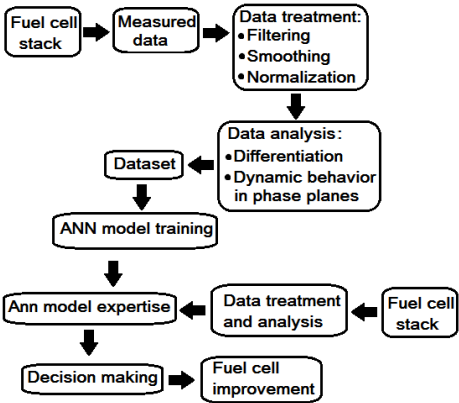 Fuel cell
stack
Measured
data
Data treatment:
•Filtering
•Smoothing
•Normalization
Data analysis:
•Differentiation
•Dynamic behavior
in phase planes
Dataset
ANN model training
Ann model expertise
Data treatment
and analysis
Fuel cell
stack
Decision making
Fuel cell
improvement